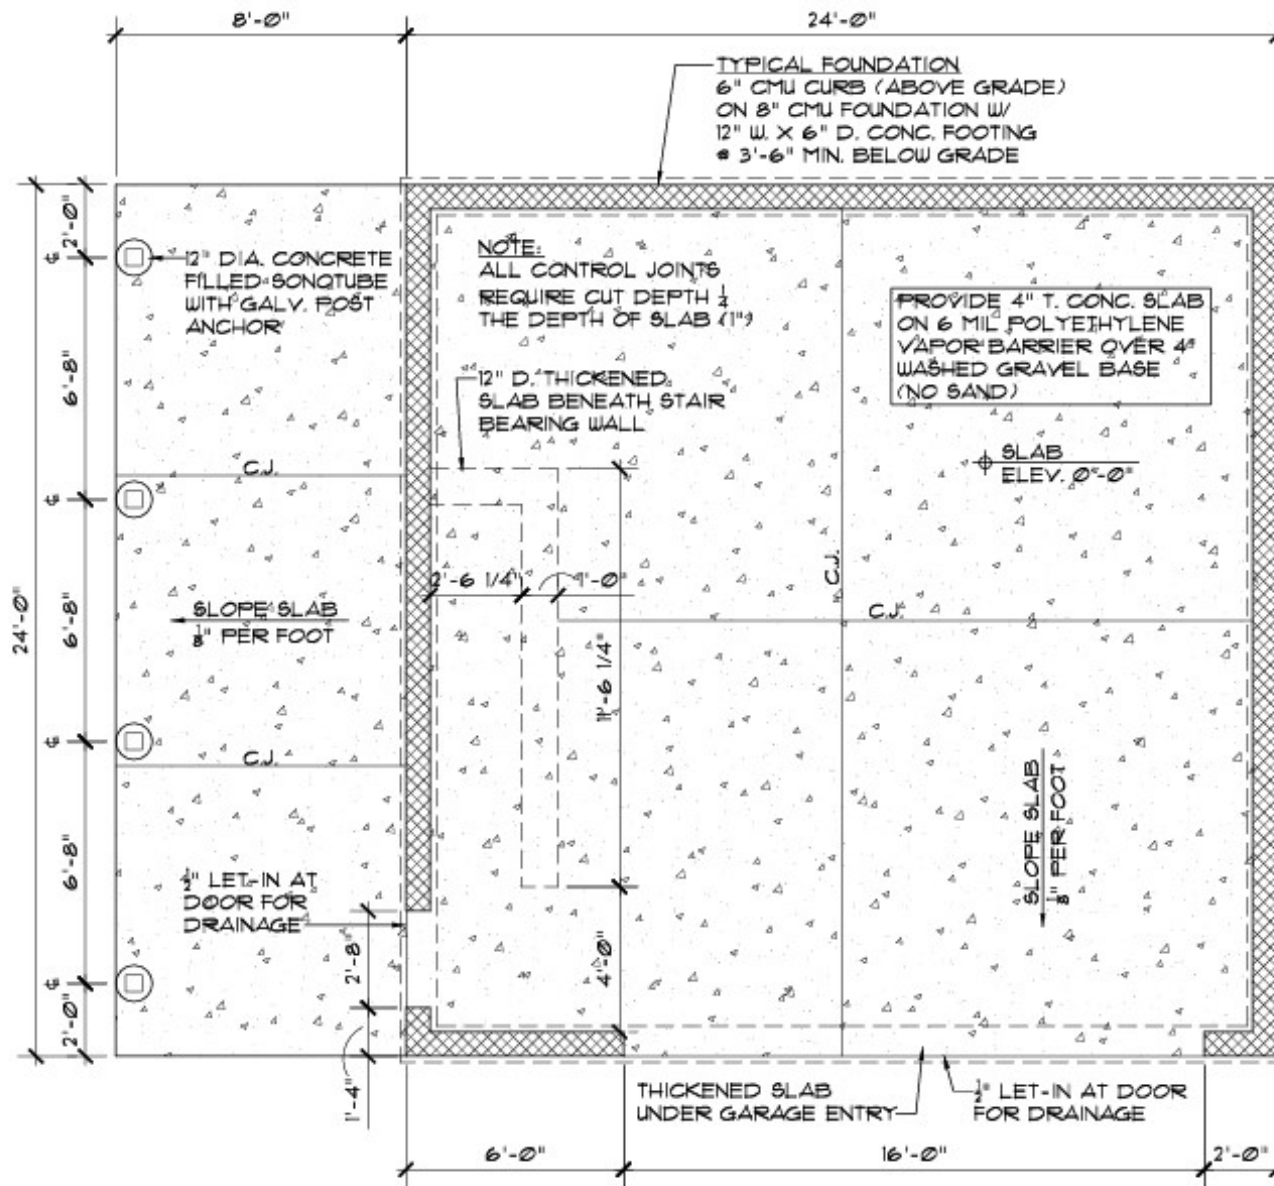 8'-0"
24'-0"
TYPICAL FOUNDATION
6" CMU CURB (ABOVE GRADE)
ON 8" CMU FOUNDATION W/
12" W. X 6" D. CONC. FOOTING
@ 3'-6" MIN. BELOW GRADE
2'-0"
12" DIA. CONCRETE
FILLED SONOTUBE
WITH GALV. POST
ANCHOR
NOTE:
ALL CONTROL JOINTS
REQUIRE CUT DEPTH 1/4
THE DEPTH OF SLAB (1")
PROVIDE 4" T. CONC. SLAB
ON 6 MIL POLYETHYLENE
VAPOR BARRIER OVER 4"
WASHED GRAVEL BASE
(NO SAND)
6'-8"
12" D. THICKENED
SLAB BENEATH STAIR
BEARING WALL
C.J.
SLAB
ELEV. 0'-0"
2'-6 1/4"
1'-0"
C.J.
C.J.
24'-0"
6'-8"
SLOPE SLAB
1/8" PER FOOT
11'-6 1/4"
C.J.
SLOPE SLAB
1/8" PER FOOT
6'-8"
1/2" LET-IN AT
DOOR FOR
DRAINAGE
2'-8"
4'-0"
2'-0"
1'-4"
THICKENED SLAB
UNDER GARAGE ENTRY
1/2" LET-IN AT DOOR
FOR DRAINAGE
6'-0"
16'-0"
2'-0"